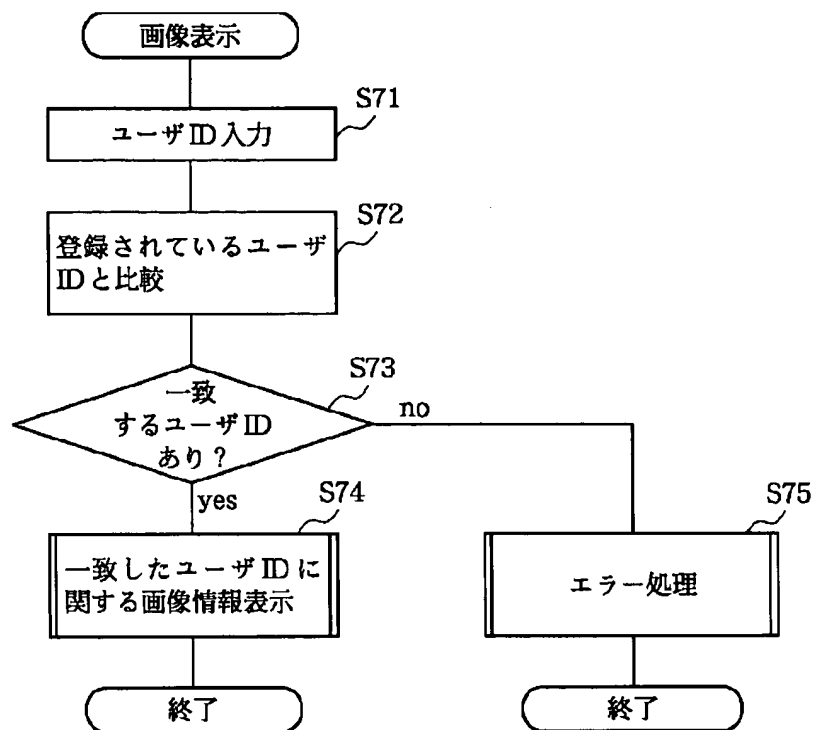 画像表示
S71
ユーザID入力
S72
登録されているユーザ
IDと比較
S73
一致
するユーザID
あり？
no
yes
S74
一致したユーザIDに
関する画像情報表示
S75
エラー処理
終了
終了